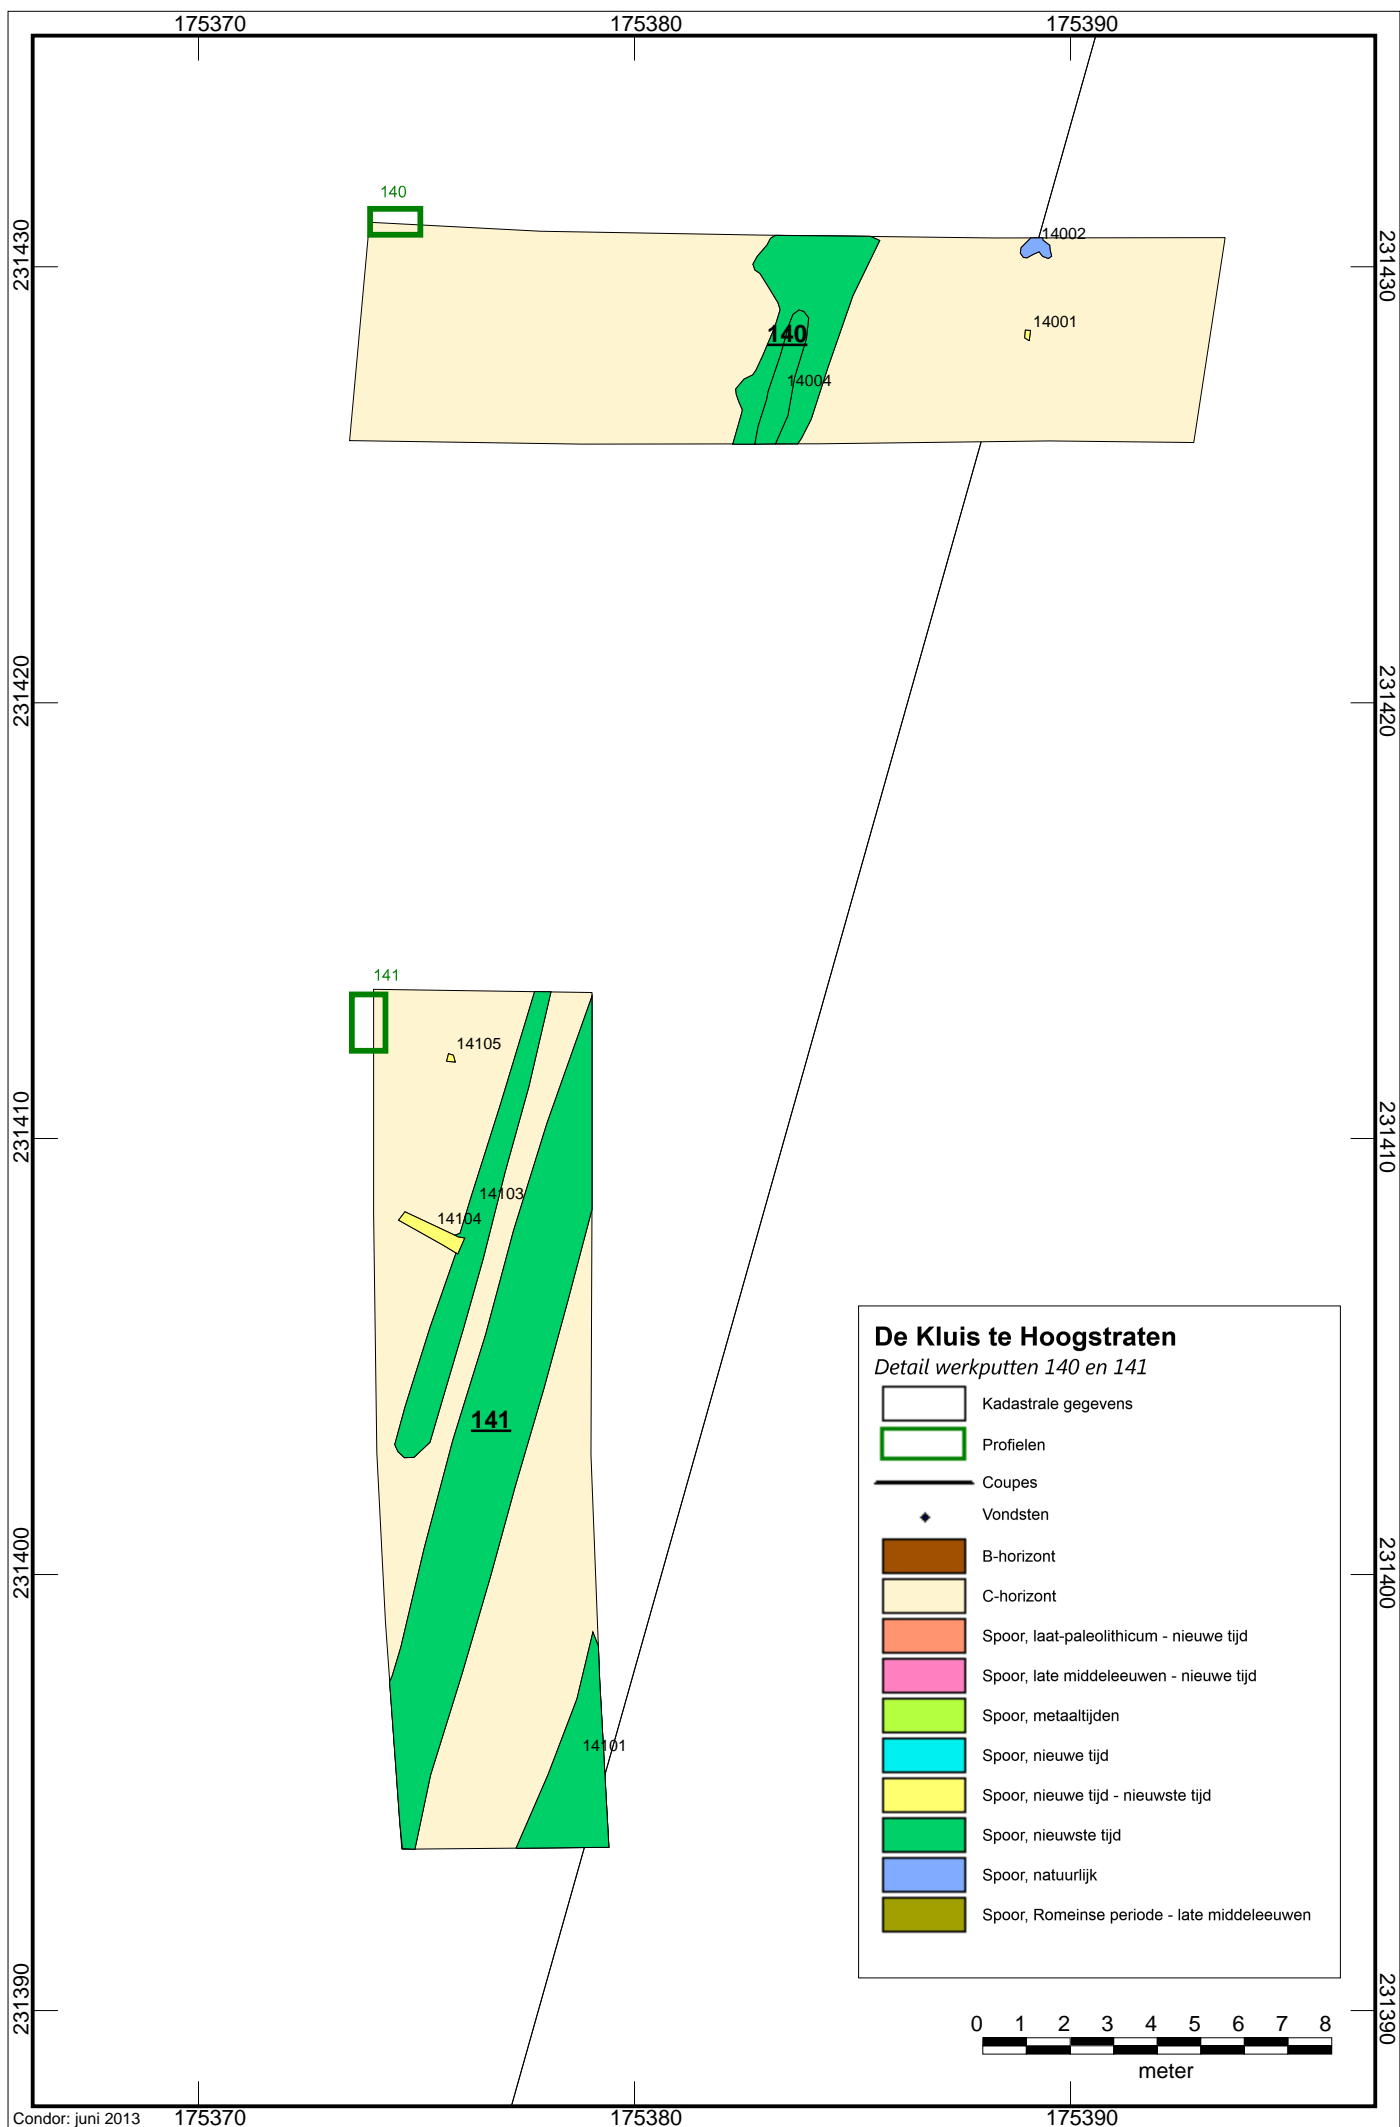 175370 175380 175390
140
231430 14002 231430
14001
140
14004
231420 231420
141
14105
231410 231410
14103
14104
De Kluis te Hoogstraten
Detail werkputten 140 en 141
Kadastrale gegevens
141
Profielen
Coupes
Vondsten
B-horizont
231400 231400
C-horizont
Spoor, laat-paleolithicum - nieuwe tijd
Spoor, late middeleeuwen - nieuwe tijd
Spoor, metaaltijden
14101
Spoor, nieuwe tijd
Spoor, nieuwe tijd - nieuwste tijd
Spoor, nieuwste tijd
Spoor, natuurlijk
Spoor, Romeinse periode - late middeleeuwen
231390 231390
0 1 2 3 4 5 6 7 8
meter
Condor: juni 2013 175370 175380 175390